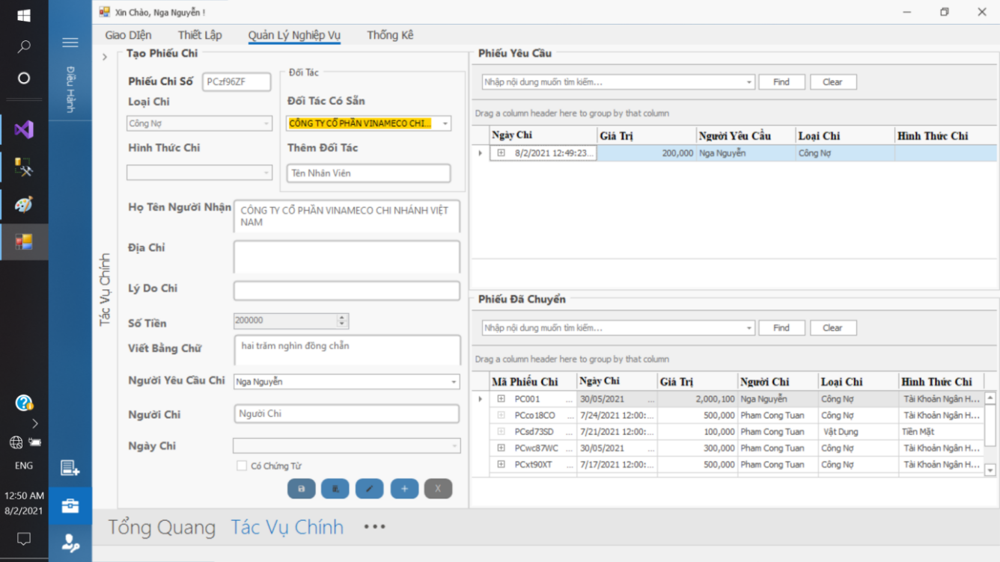 Xin Chào, Nga Nguyễn !
Giao Diện Thiết Lập Quản Lý Nghiệp Vụ Thống Kê
Điều Hành
Tác Vụ Chính
Tạo Phiếu Chi
Phiếu Chi Số PCzf96ZF
Loại Chi
Công Nợ
Hình Thức Chi
Đối Tác
Đối Tác Có Sẵn
CÔNG TY CỔ PHẦN VINAMECO CHI...
Thêm Đối Tác
Tên Nhân Viên
Họ Tên Người Nhận CÔNG TY CỔ PHẦN VINAMECO CHI NHÁNH VIỆT
NAM
Địa Chỉ
Lý Do Chi
Số Tiền 200000
Viết Bằng Chữ hai trăm nghìn đồng chẵn
Người Yêu Cầu Chi Nga Nguyễn
Người Chi Người Chi
Ngày Chi
Có Chứng Từ
X
Phiếu Yêu Cầu
Nhập nội dung muốn tìm kiếm... Find Clear
Drag a column header here to group by that column
Ngày Chi Giá Trị Người Yêu Cầu Loại Chi Hình Thức Chi
8/2/2021 12:49:23... 200,000 Nga Nguyễn Công Nợ
Phiếu Đã Chuyển
Nhập nội dung muốn tìm kiếm... Find Clear
Drag a column header here to group by that column
Mã Phiếu Chi Ngày Chi Giá Trị Người Chi Loại Chi Hình Thức Chi
PC001 ... 30/05/2021 ... 2,000,100 Nga Nguyễn Công Nợ Tài Khoản Ngân H...
PCco18CO ... 7/24/2021 12:00:... 500,000 Pham Cong Tuan Công Nợ Tài Khoản Ngân H...
PCsd73SD ... 7/21/2021 12:00:... 100,000 Pham Cong Tuan Vật Dụng Tiền Mặt
PCwc87WC ... 30/05/2021 ... 300,000 Pham Cong Tuan Công Nợ Tài Khoản Ngân H...
PCxt90XT ... 7/17/2021 12:00:... 500,000 Pham Cong Tuan Công Nợ Tài Khoản Ngân H...
Tổng Quang Tác Vụ Chính •••
ENG
12:50 AM
8/2/2021